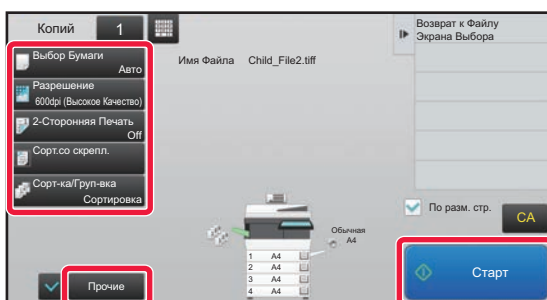 Копий 1
Возврат к Файлу
Экрана Выбора
Имя Файла Child_File2.tiff
Выбор Бумаги
Авто
Разрешение
600dpi (Высокое Качество)
2-Сторонняя Печать
Off
Сорт.со скрепл.
Сорт-ка/Груп-вка
Сортировка
Обычная
A4
1 A4
2 A4
3 A4
4 A4
По разм. стр.
CA
Прочие
Старт